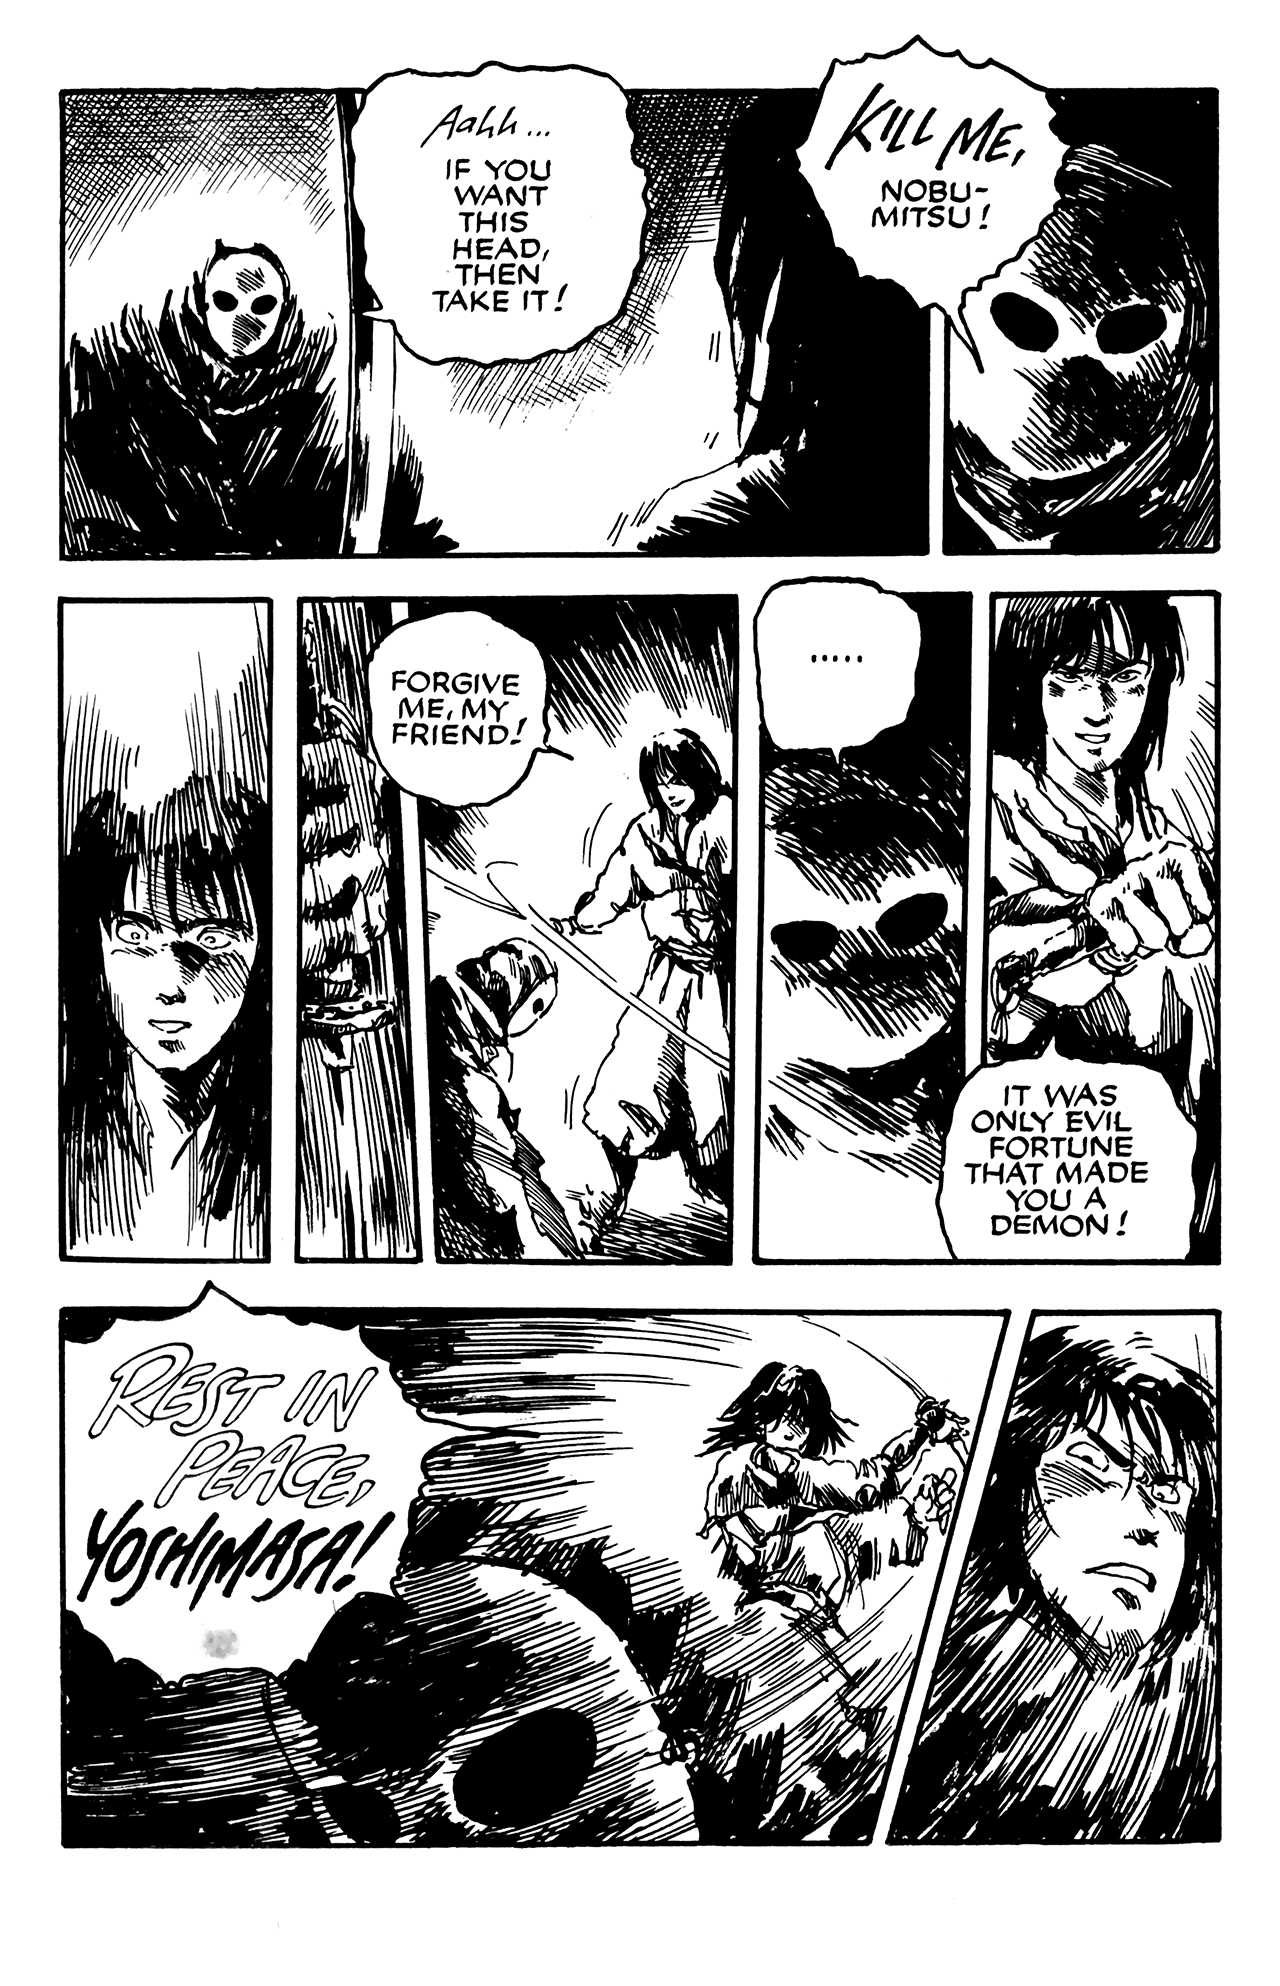 Aahh...
IF YOU
WANT
THIS
HEAD,
THEN
TAKE IT!
KILL ME,
NOBU-
MITSU!
FORGIVE
ME, MY
FRIEND!
.....
IT WAS
ONLY EVIL
FORTUNE
THAT MADE
YOU A
DEMON!
REST IN
PEACE,
YOSHIMASA!